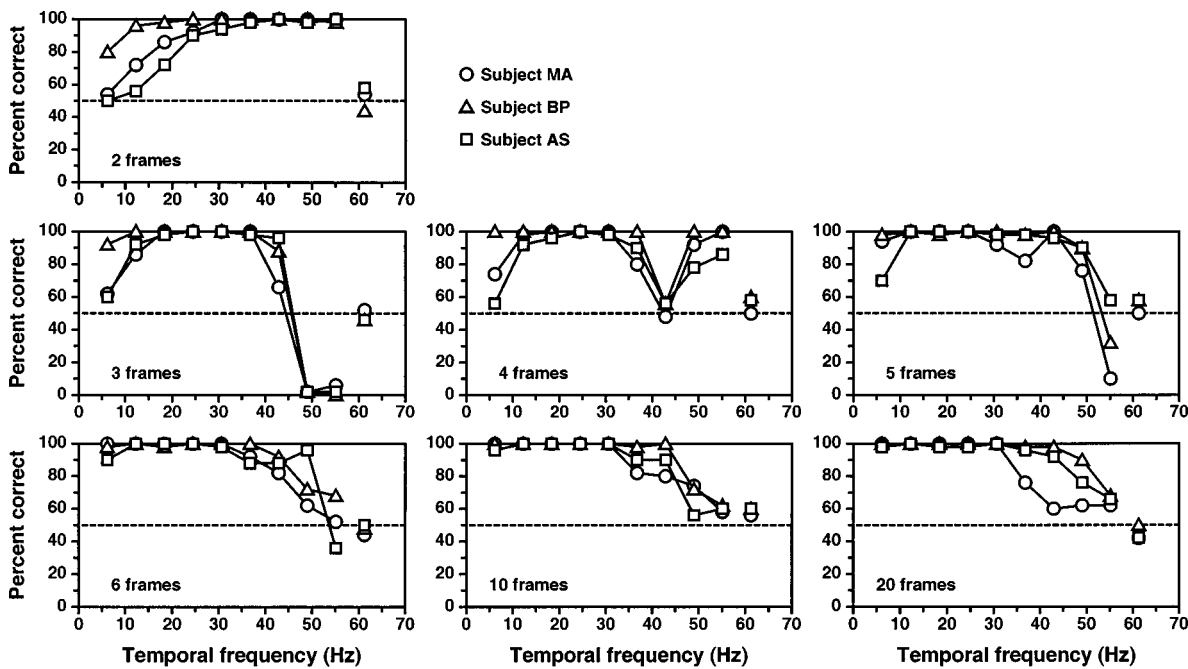 100
80
60
40
20
0
Percent correct
2 frames
0 10 20 30 40 50 60 70
Subject MA
Subject BP
Subject AS
100
80
60
40
20
0
Percent correct
3 frames
0 10 20 30 40 50 60 70
100
80
60
40
20
0
4 frames
0 10 20 30 40 50 60 70
100
80
60
40
20
0
5 frames
0 10 20 30 40 50 60 70
100
80
60
40
20
0
Percent correct
6 frames
0 10 20 30 40 50 60 70
Temporal frequency (Hz)
100
80
60
40
20
0
10 frames
0 10 20 30 40 50 60 70
Temporal frequency (Hz)
100
80
60
40
20
0
20 frames
0 10 20 30 40 50 60 70
Temporal frequency (Hz)